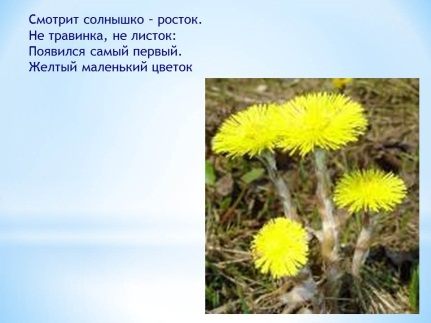 Смотрит солнышко – росток.
Не травинка, не листок:
Появился самый первый.
Желтый маленький цветок